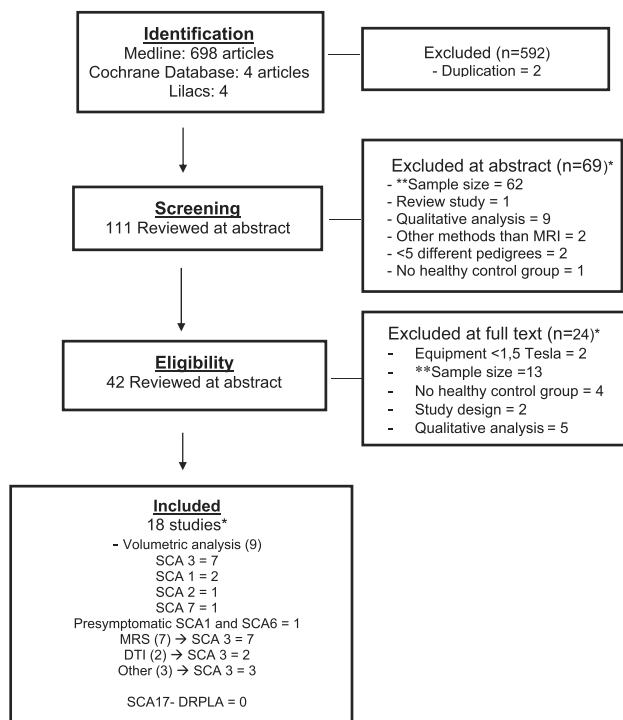 Identification
Medline: 698 articles
Cochrane Database: 4 articles
Lilacs: 4
Excluded (n=592)
- Duplication = 2
Screening
111 Reviewed at abstract
Excluded at abstract (n=69)*
- **Sample size = 62
- Review study = 1
- Qualitative analysis = 9
- Other methods than MRI = 2
- <5 different pedigrees = 2
- No healthy control group = 1
Eligibility
42 Reviewed at abstract
Excluded at full text (n=24)*
- Equipment <1,5 Tesla = 2
- **Sample size =13
- No healthy control group = 4
- Study design = 2
- Qualitative analysis = 5
Included
18 studies*
- Volumetric analysis (9)
SCA 3 = 7
SCA 1 = 2
SCA 2 = 1
SCA 7 = 1
Presymptomatic SCA1 and SCA6 = 1
MRS (7) → SCA 3 = 7
DTI (2) → SCA 3 = 2
Other (3) → SCA 3 = 3
SCA17- DRPLA = 0